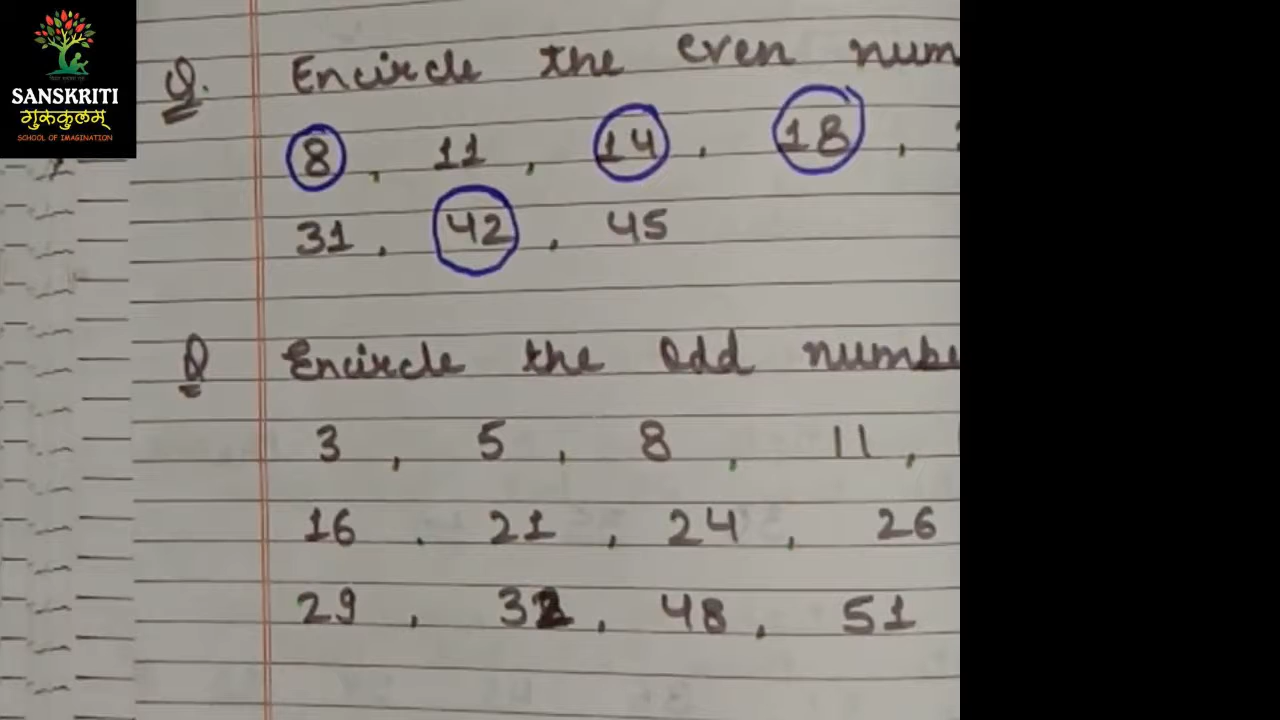 SANSKRITI
गुरुकुलम्
SCHOOL OF IMAGINATION
Q. Encircle the even num
8, 11, 14, 18,
31, 42, 45
Q Encircle the odd numbe
3, 5, 8, 11,
16, 21, 24, 26
29, 32, 48, 51